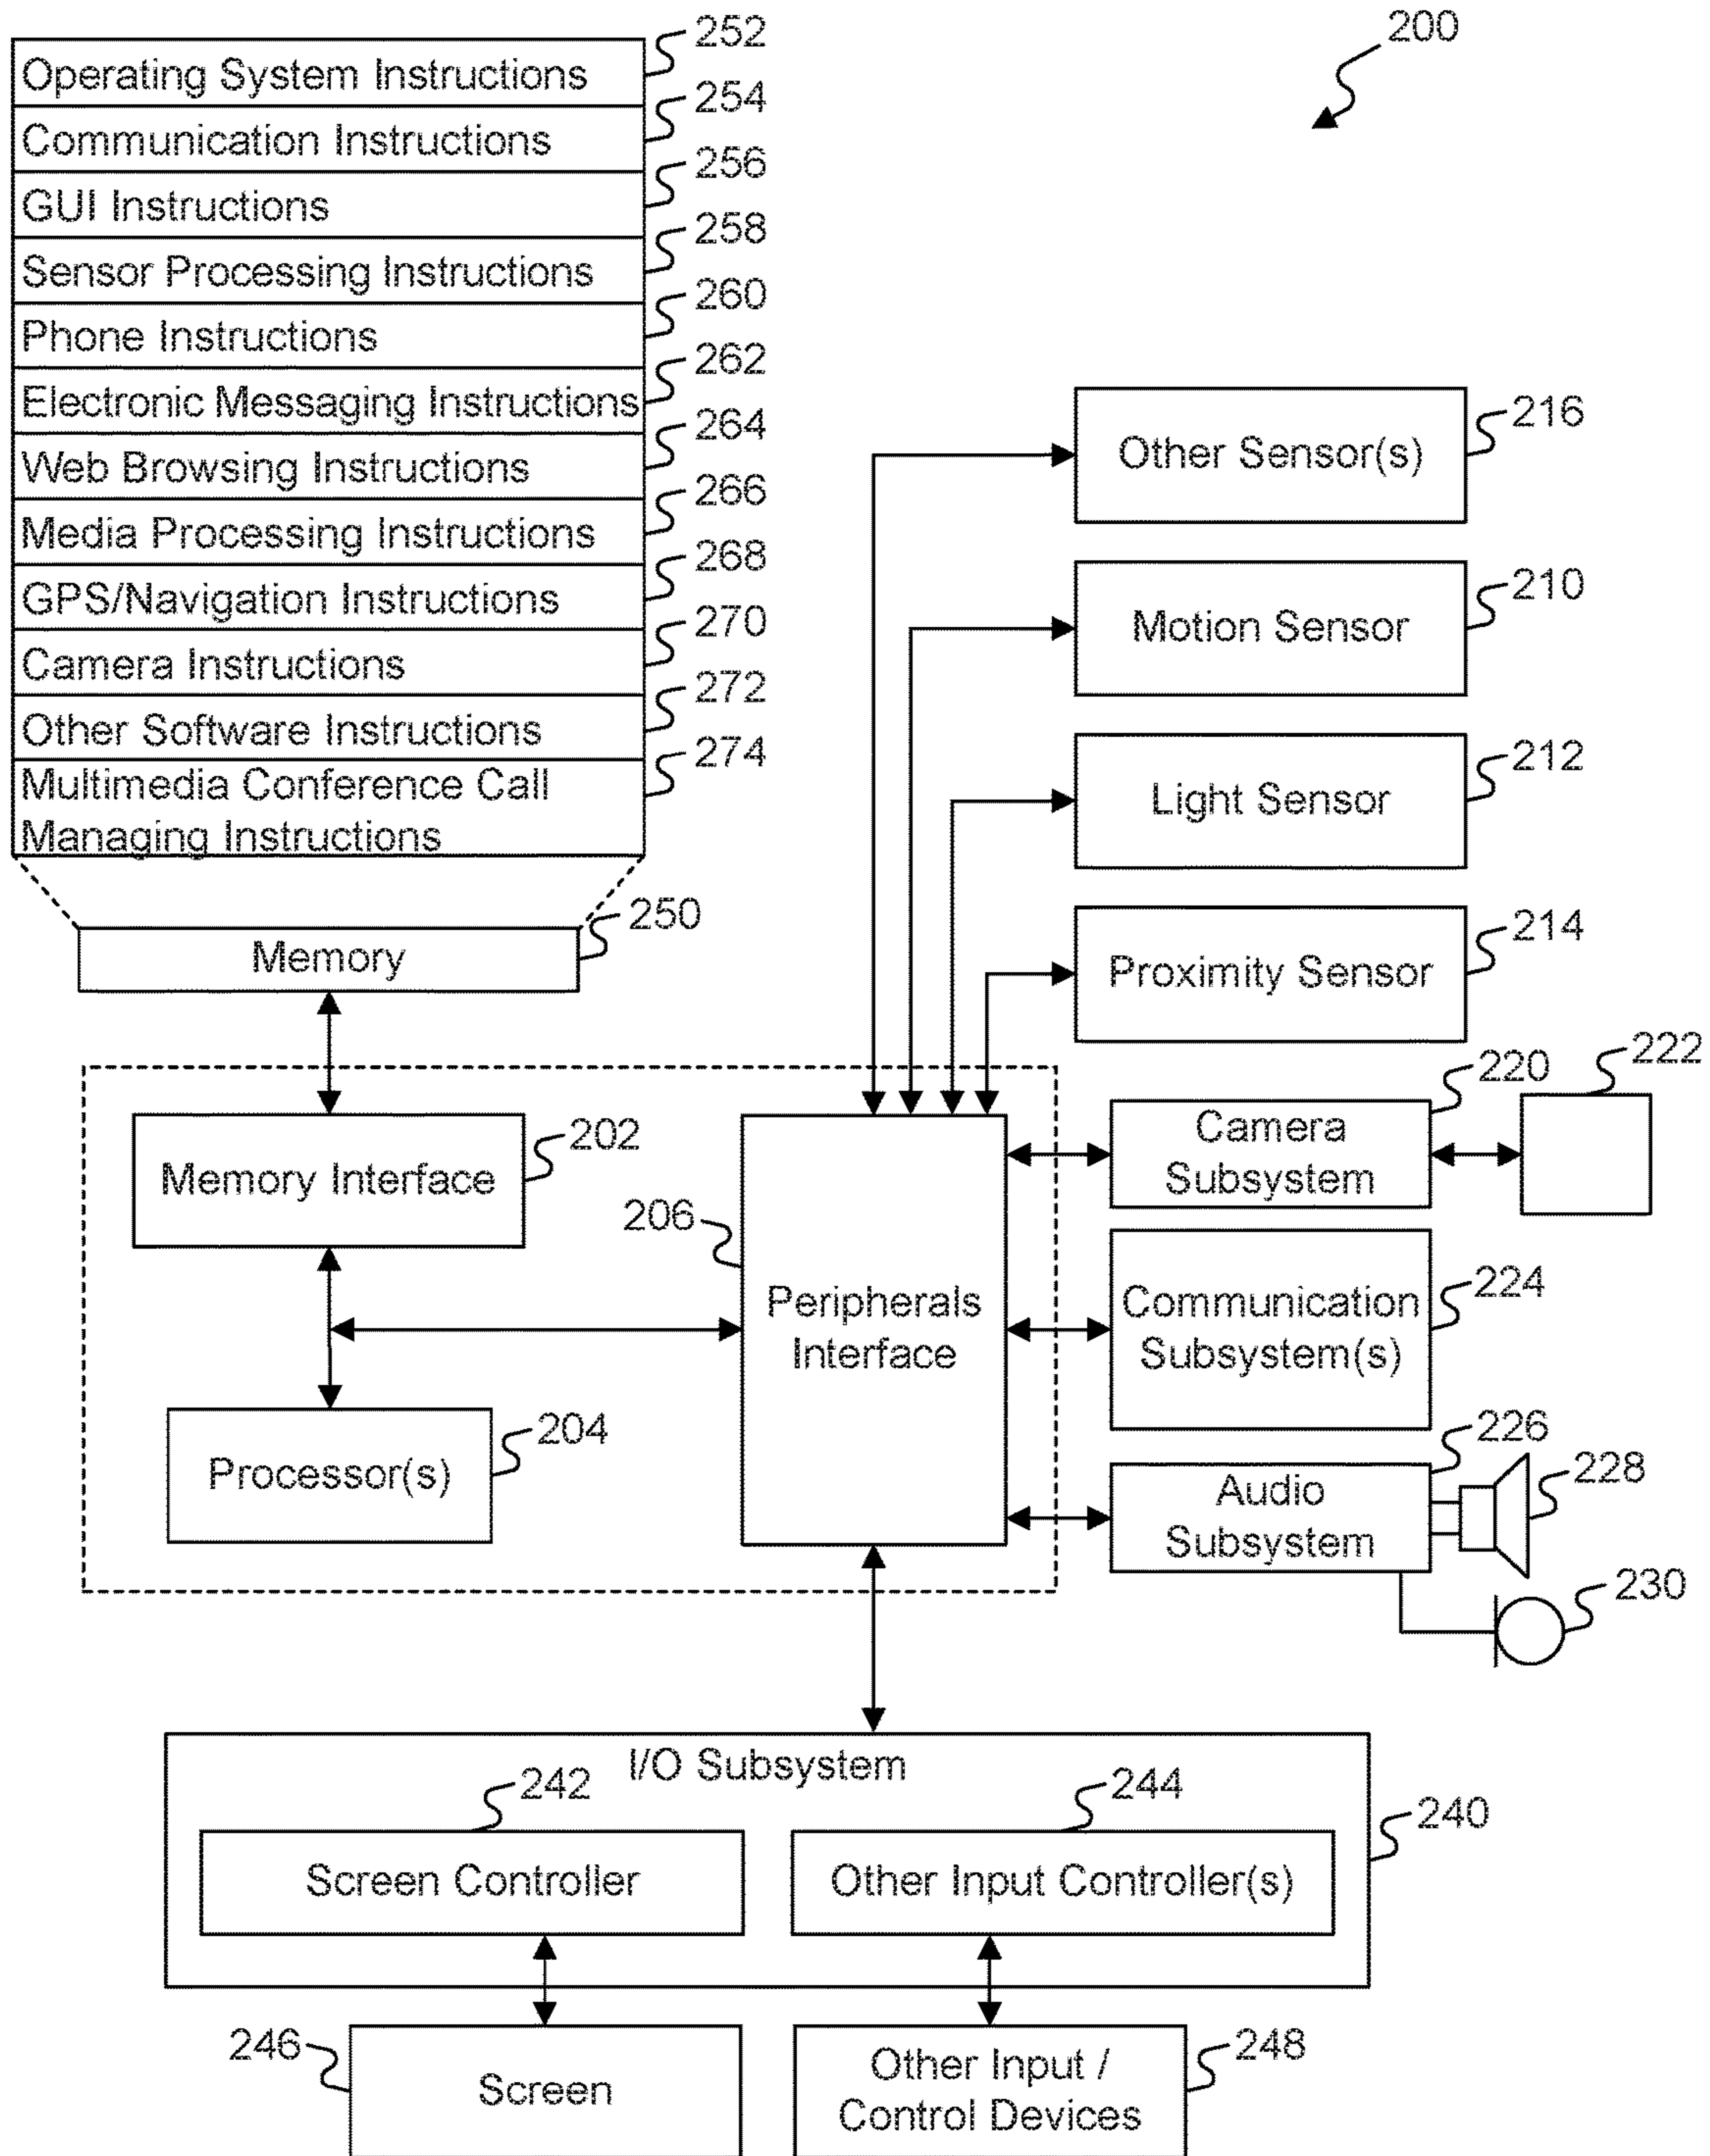 200
Operating System Instructions
252
Communication Instructions
254
GUI Instructions
256
Sensor Processing Instructions
258
Phone Instructions
260
Electronic Messaging Instructions
262
Web Browsing Instructions
264
Media Processing Instructions
266
GPS/Navigation Instructions
268
Camera Instructions
270
Other Software Instructions
272
Multimedia Conference Call
Managing Instructions
274
Memory
250
Other Sensor(s)
216
Motion Sensor
210
Light Sensor
212
Proximity Sensor
214
Memory Interface
202
Processor(s)
204
206
Peripherals
Interface
Camera
Subsystem
220
222
Communication
Subsystem(s)
224
Audio
Subsystem
226
228
230
I/O Subsystem
240
242
Screen Controller
244
Other Input Controller(s)
246
Screen
Other Input /
Control Devices
248